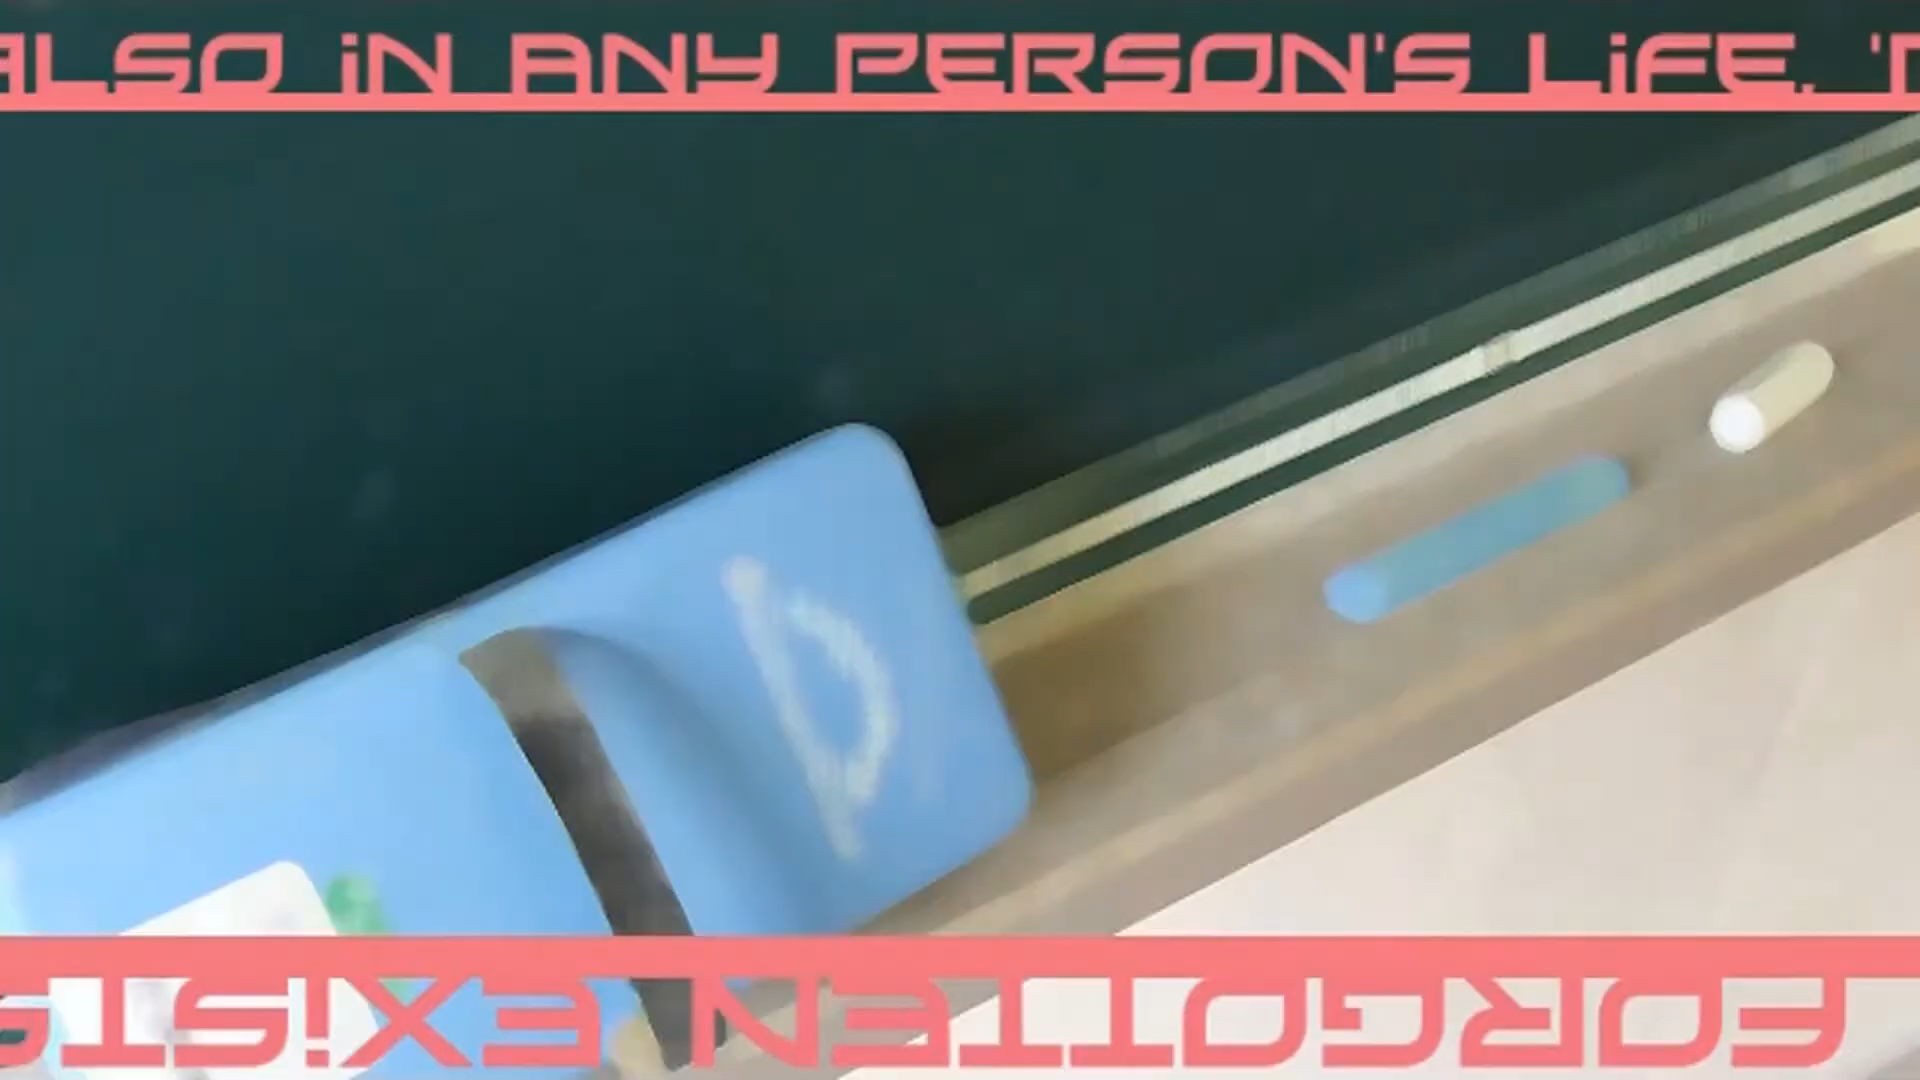 ALSO iN ANY PERSON'S LiFE, '
FORGOTTEN EXiSTS